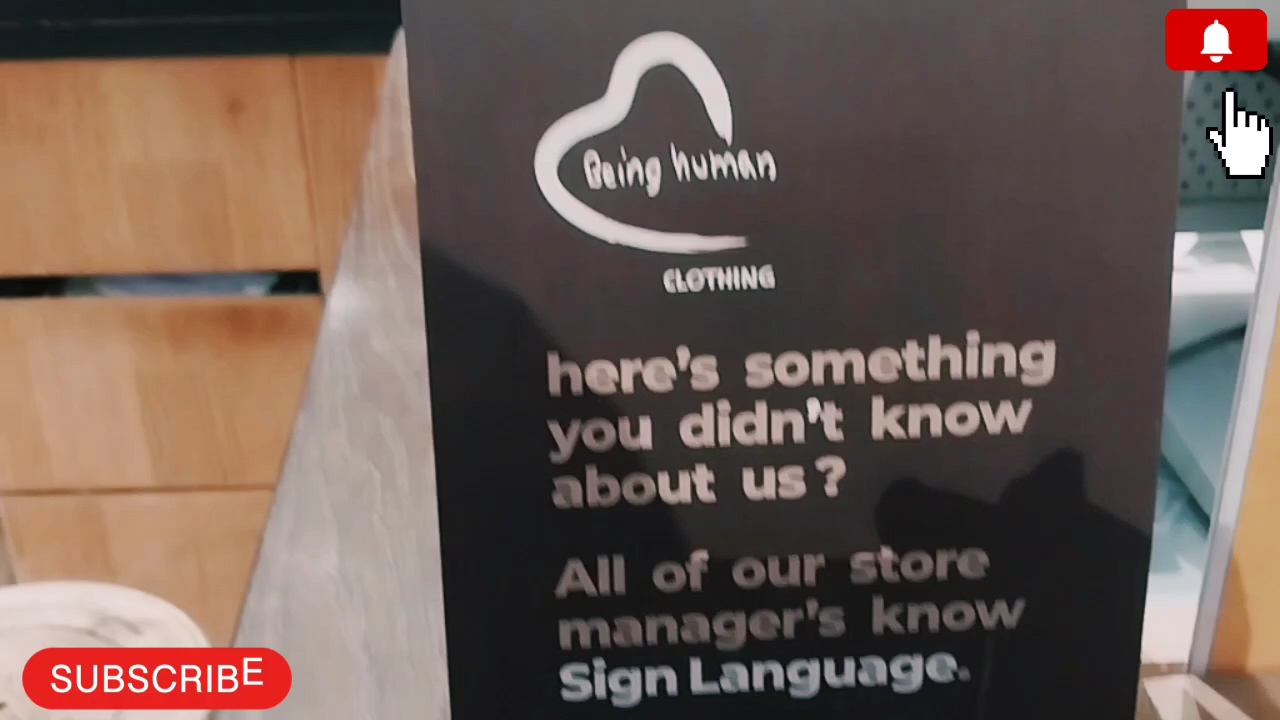 Being human
CLOTHING
here's something
you didn't know
about us?
All of our store
manager's know
Sign Language.
SUBSCRIBE